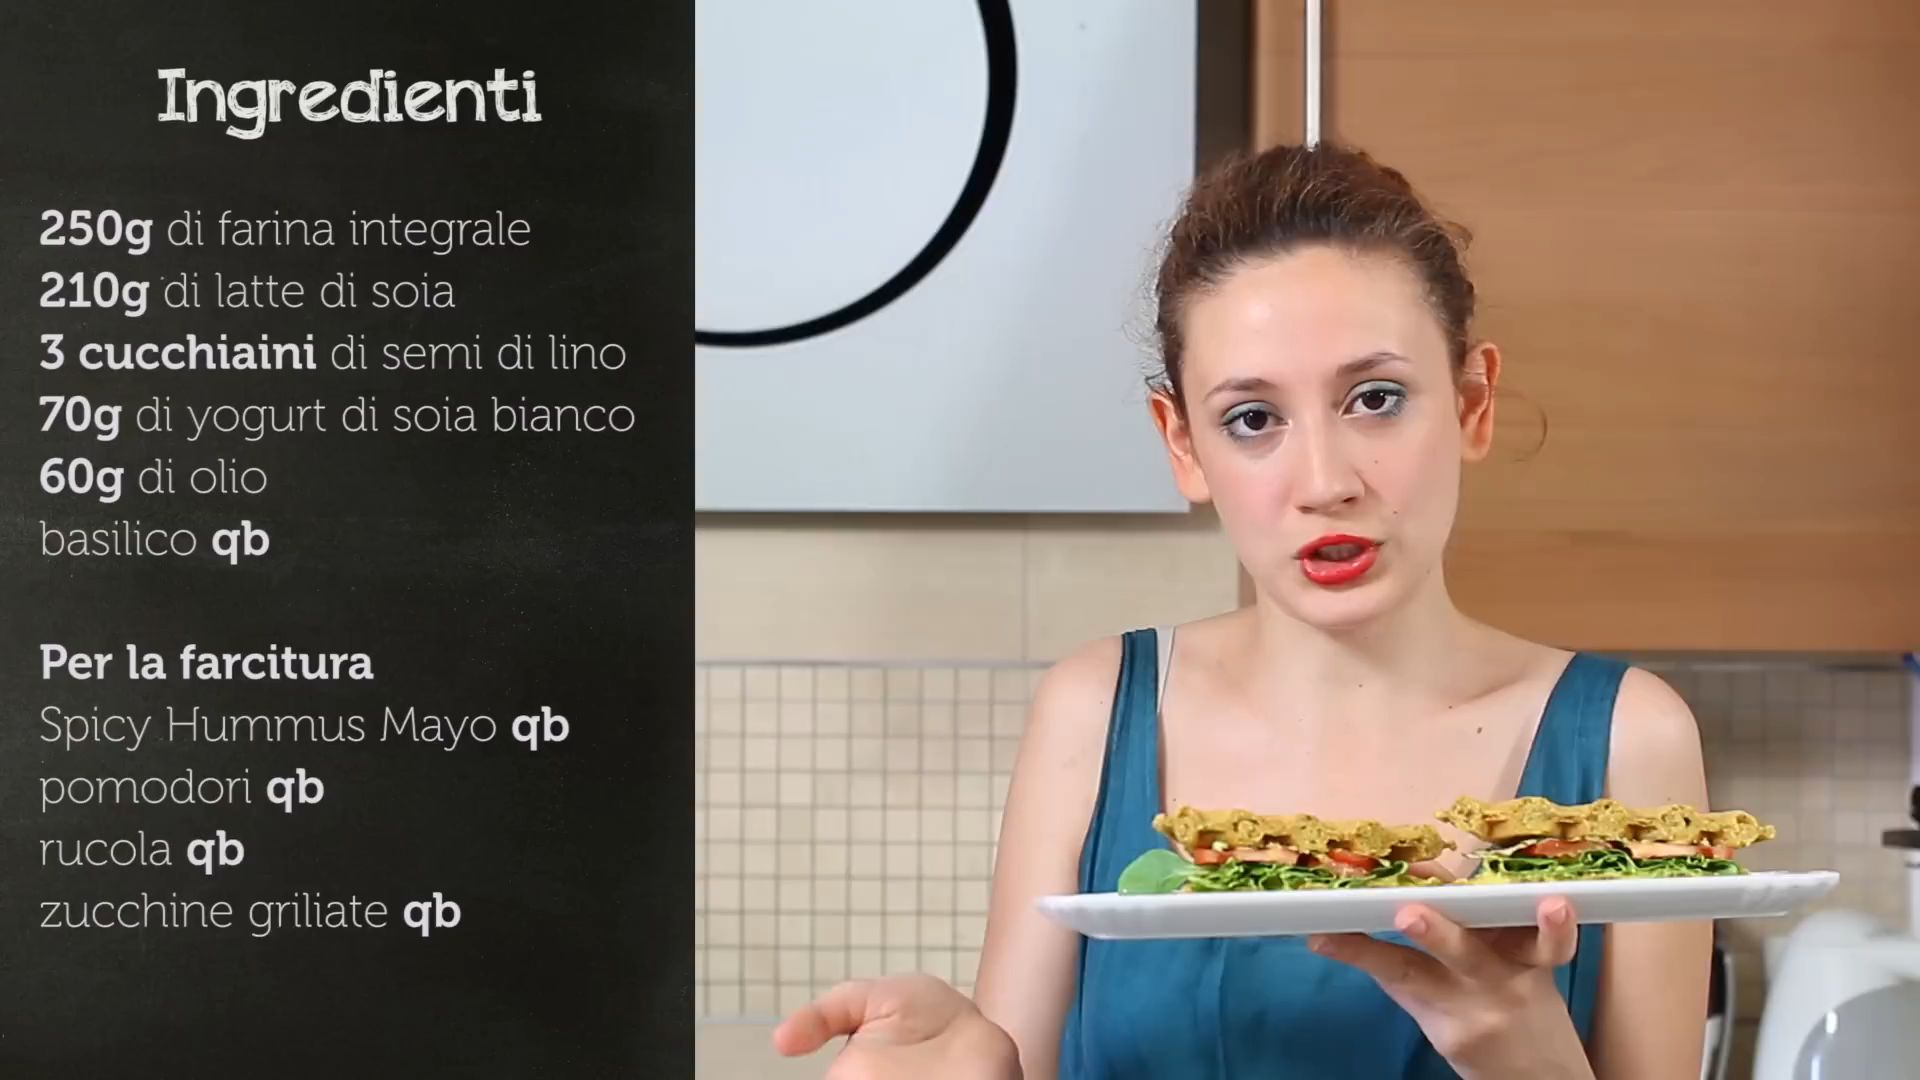 Ingredienti
250g di farina integrale
210g di latte di soia
3 cucchiaini di semi di lino
70g di yogurt di soia bianco
60g di olio
basilico qb
Per la farcitura
Spicy Hummus Mayo qb
pomodori qb
rucola qb
zucchine griliate qb